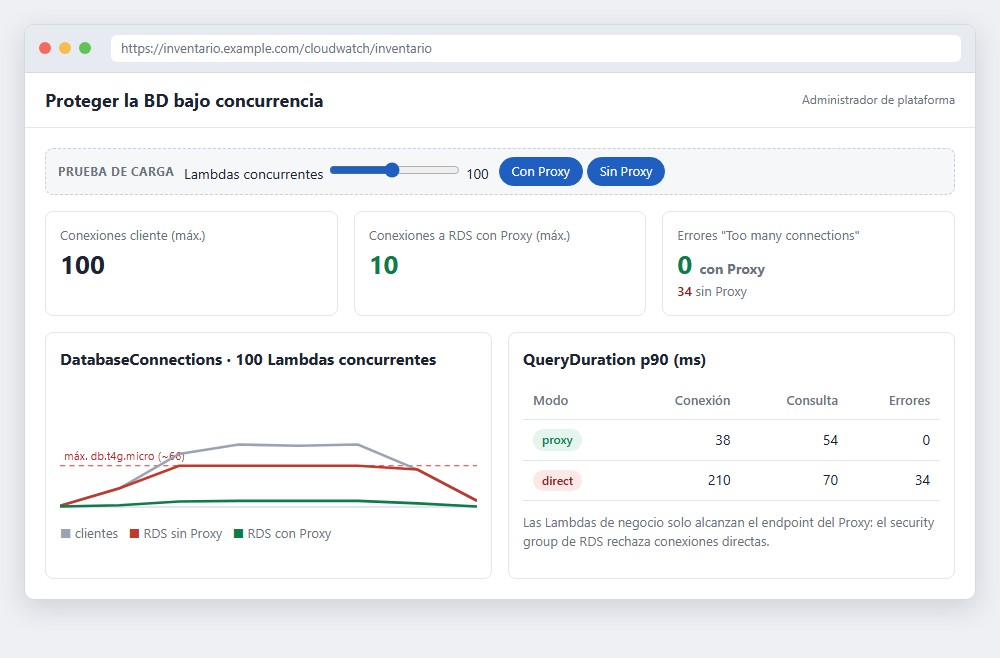 https://inventario.example.com/cloudwatch/inventario
Proteger la BD bajo concurrencia
Administrador de plataforma
PRUEBA DE CARGA Lambdas concurrentes 100 Con Proxy Sin Proxy
Conexiones cliente (máx.)
100
Conexiones a RDS con Proxy (máx.)
10
Errores "Too many connections"
0 con Proxy
34 sin Proxy
DatabaseConnections · 100 Lambdas concurrentes
máx. db.t4g.micro (~66)
clientes RDS sin Proxy RDS con Proxy
QueryDuration p90 (ms)
Modo Conexión Consulta Errores
proxy 38 54 0
direct 210 70 34
Las Lambdas de negocio solo alcanzan el endpoint del Proxy: el security
group de RDS rechaza conexiones directas.